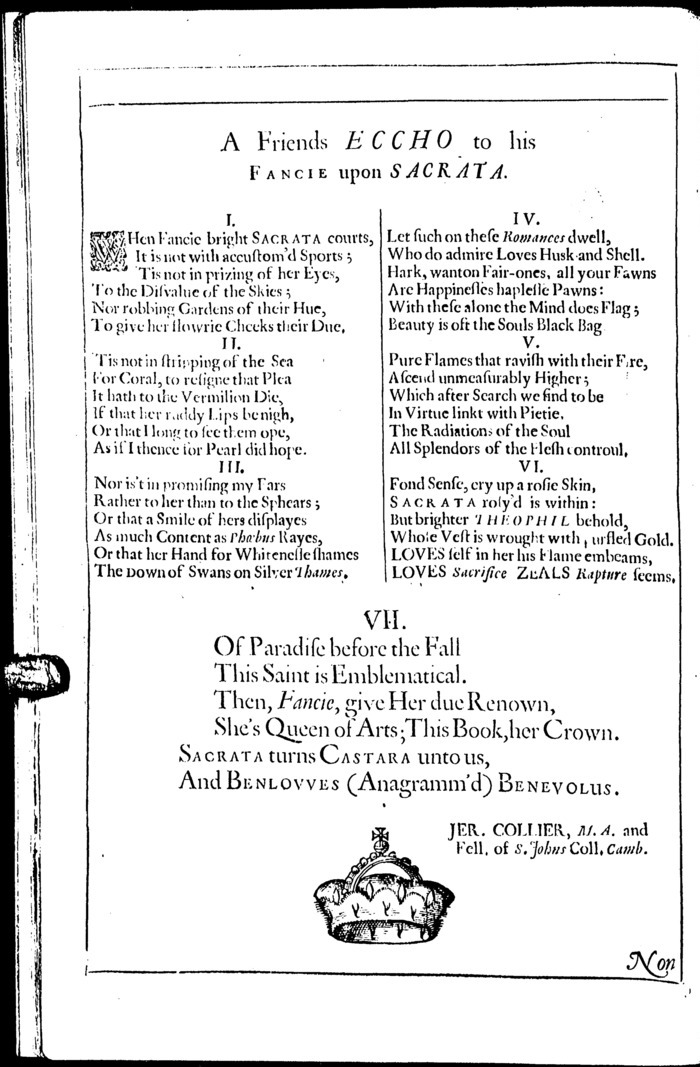 A Friends ECCHO to his
FANCIE upon SACRATA.
I.
WHen Fancie bright SACRATA courts,
It is not with accuſtom'd Sports ;
'Tis not in prizing of her Eyes,
To the Diſvalue of the Skies ;
Nor robbing Gardens of their Hue,
To give her flowrie Cheeks their Due.
II.
'Tis not in ſtripping of the Sea
For Coral, to reſigne that Plea
It hath to the Vermilion Die,
If that her ruddy Lips be nigh,
Or that I long to ſee them ope,
As if I thence for Pearl did hope.
III.
Nor is't in promiſing my Ears
Rather to her than to the Sphears ;
Or that a Smile of hers diſplayes
As much Content as Phœbus Rayes,
Or that her Hand for Whiteneſſe ſhames
The Down of Swans on Silver Thames.
IV.
Let ſuch on theſe Romances dwell,
Who do admire Loves Husk and Shell.
Hark, wanton Fair-ones, all your Fawns
Are Happineſſes hapleſſe Pawns :
With theſe alone the Mind does Flag ;
Beauty is oft the Souls Black Bag
V.
Pure Flames that raviſh with their Fire,
Aſcend unmeaſurably Higher ;
Which after Search we find to be
In Virtue linkt with Pietie.
The Radiations of the Soul
All Splendors of the Fleſh controul.
VI.
Fond Senſe, cry up a roſie Skin,
SACRATA roſy'd is within :
But brighter THEOPHIL behold,
Whoſe Veſt is wrought with purfled Gold.
LOVES ſelf in her his Flame embeams,
LOVES Sacrifice ZEALS Rapture ſeems.
VII.
Of Paradiſe before the Fall
This Saint is Emblematical.
Then, Fancie, give Her due Renown,
She's Queen of Arts ; This Book, her Crown.
SACRATA turns CASTARA unto us,
And BENLOVVES (Anagramm'd) BENEVOLUS.
JER. COLLIER, M. A. and
Fell. of S. Johns Coll. Camb.
Non